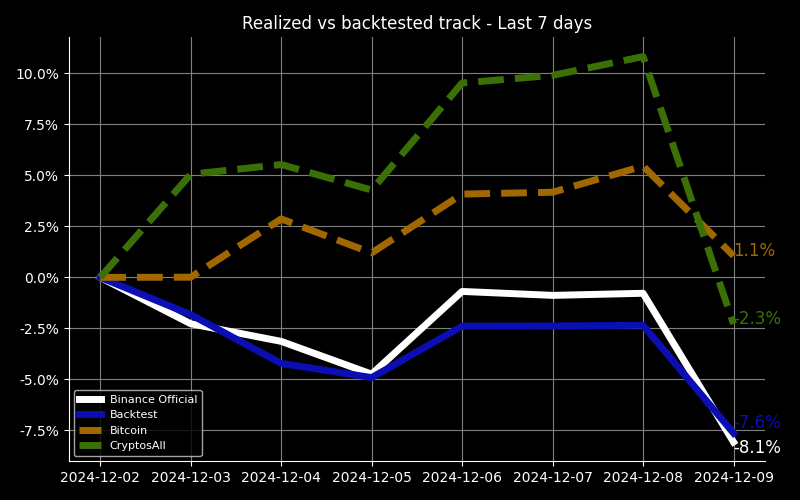 Realized vs backtested track - Last 7 days
10.0%
7.5%
5.0%
2.5%
0.0%
-2.5%
-5.0%
-7.5%
1.1%
-2.3%
-7.6%
-8.1%
Binance Official
Backtest
Bitcoin
CryptosAll
2024-12-02 2024-12-03 2024-12-04 2024-12-05 2024-12-06 2024-12-07 2024-12-08 2024-12-09